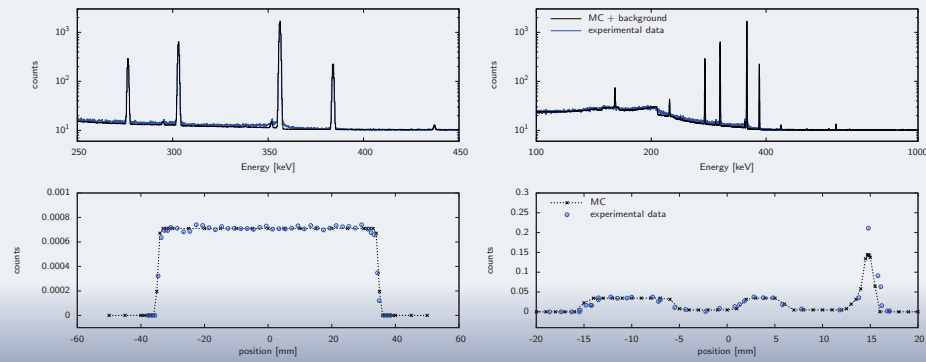 10³
10²
10¹
counts
250 300 350 400 450
Energy [keV]
MC + background
experimental data
10³
10²
10¹
counts
100 200 400 1000
Energy [keV]
0.001
0.0008
0.0006
0.0004
0.0002
0
counts
-60 -40 -20 0 20 40 60
position [mm]
MC
experimental data
0.3
0.25
0.2
0.15
0.1
0.05
0
counts
-20 -15 -10 -5 0 5 10 15 20
position [mm]